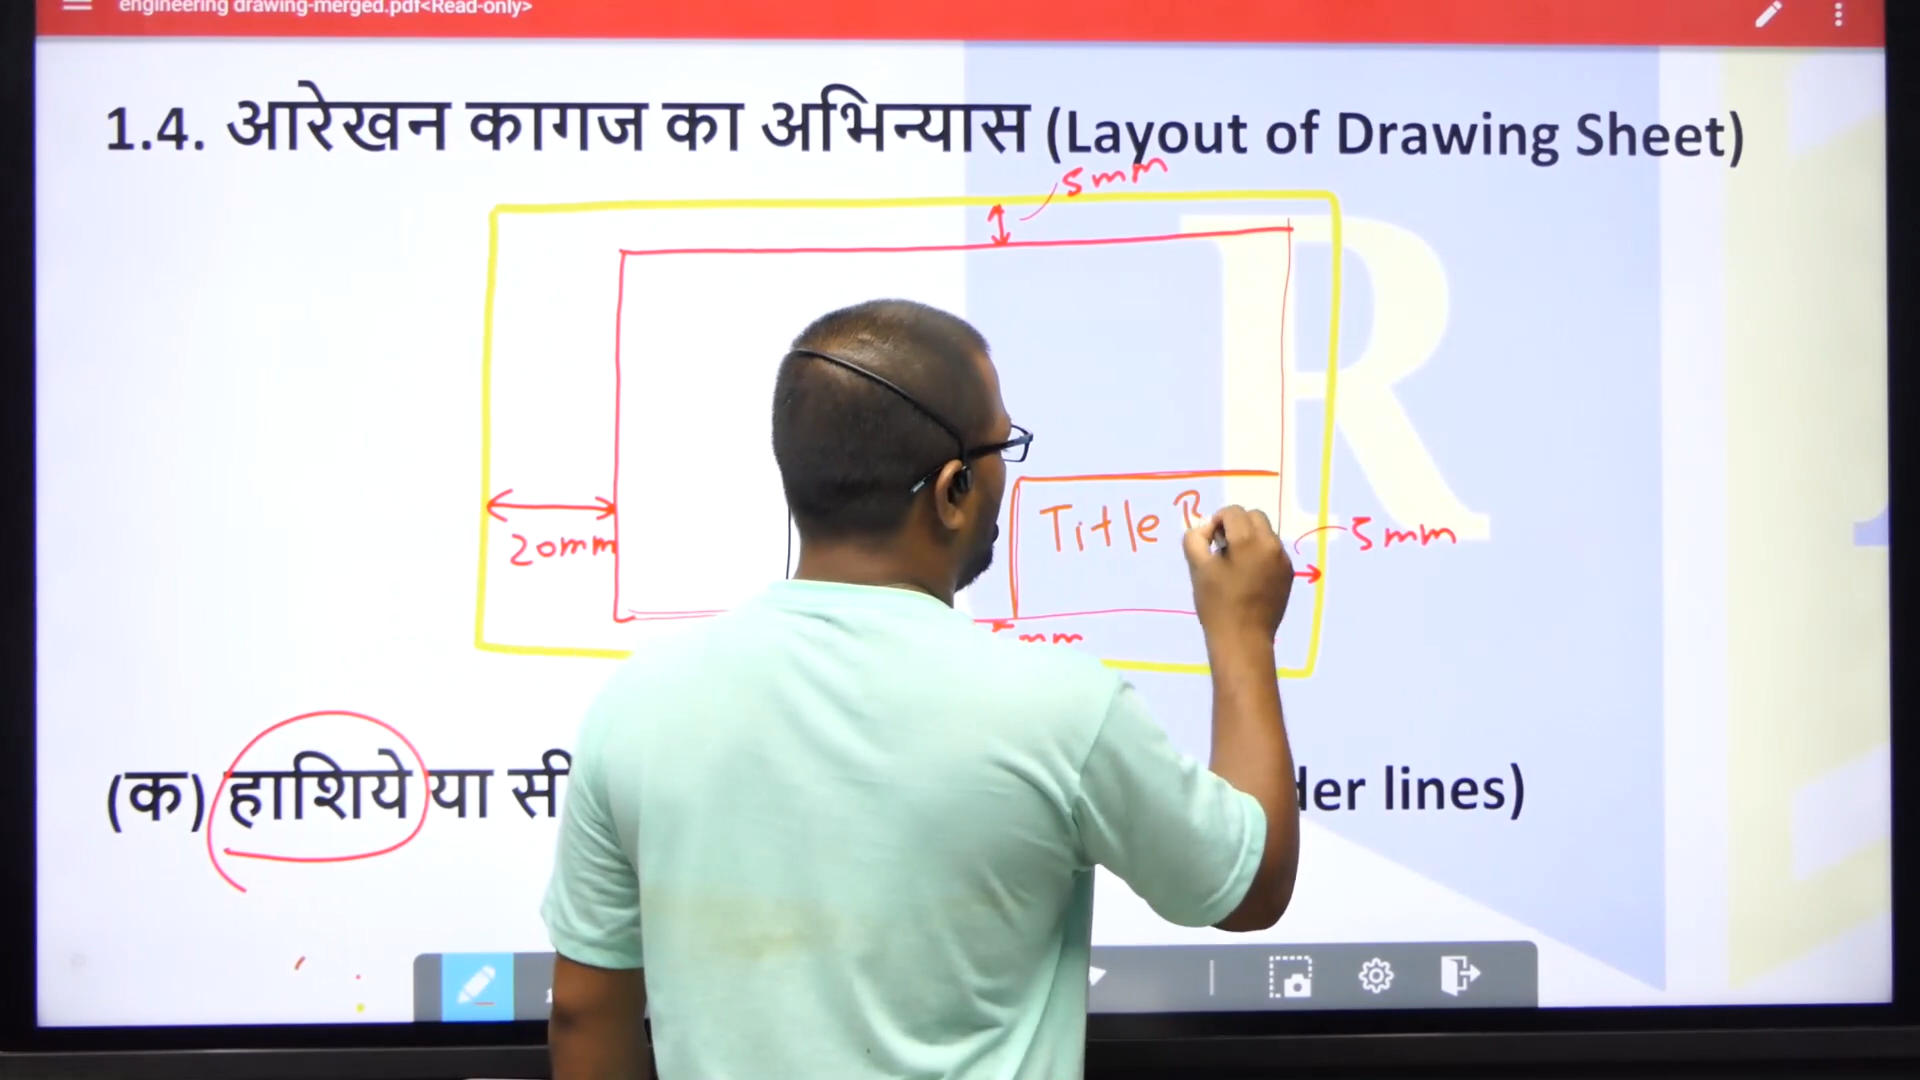 engineering drawing-merged.pdf<Read-only>
1.4. आरेखन कागज का अभिन्यास (Layout of Drawing Sheet)
5mm
Title B
20mm
5mm
mm
(क) हाशिये या सी
der lines)